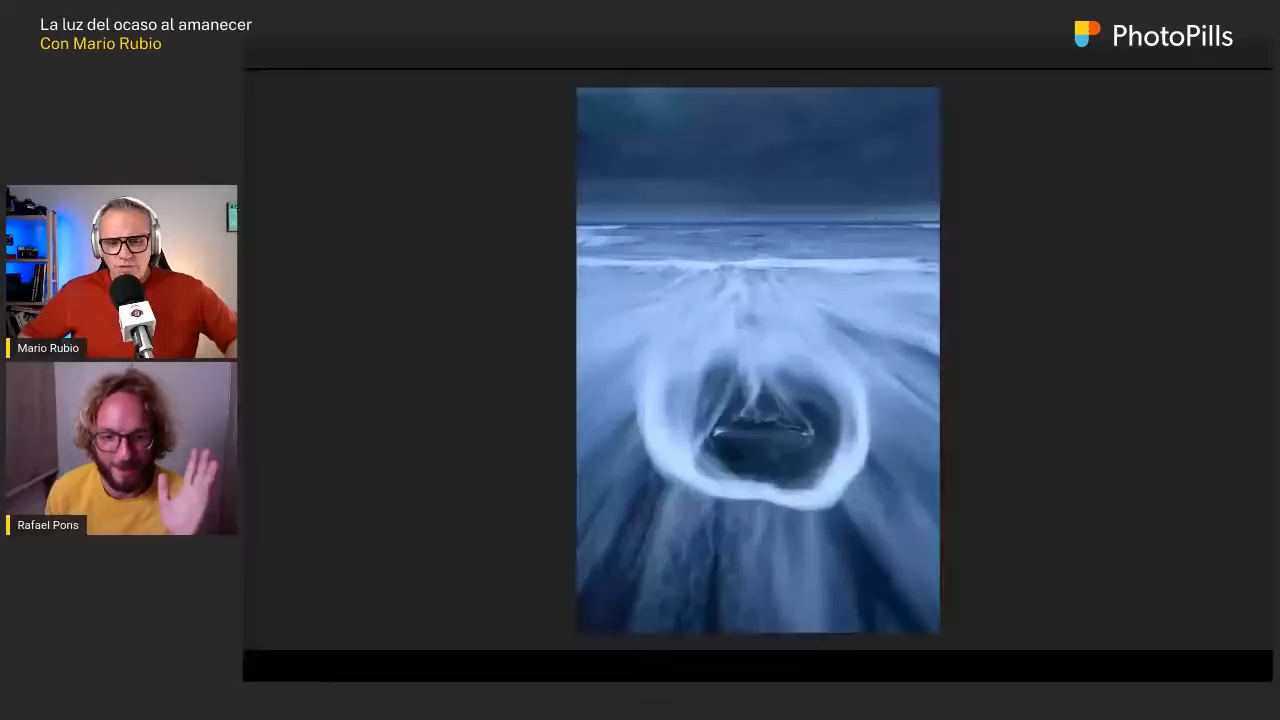 La luz del ocaso al amanecer
Con Mario Rubio
PhotoPills
Mario Rubio
Rafael Pons